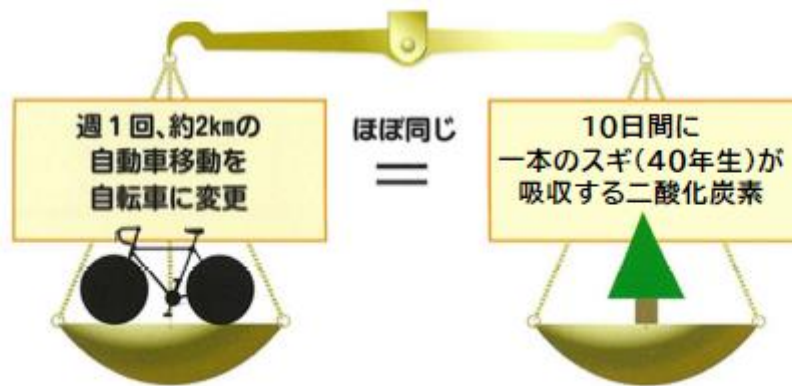 週1回、約2kmの
自動車移動を
自転車に変更
ほぼ同じ
=
10日間に
一本のスギ(40年生)が
吸収する二酸化炭素